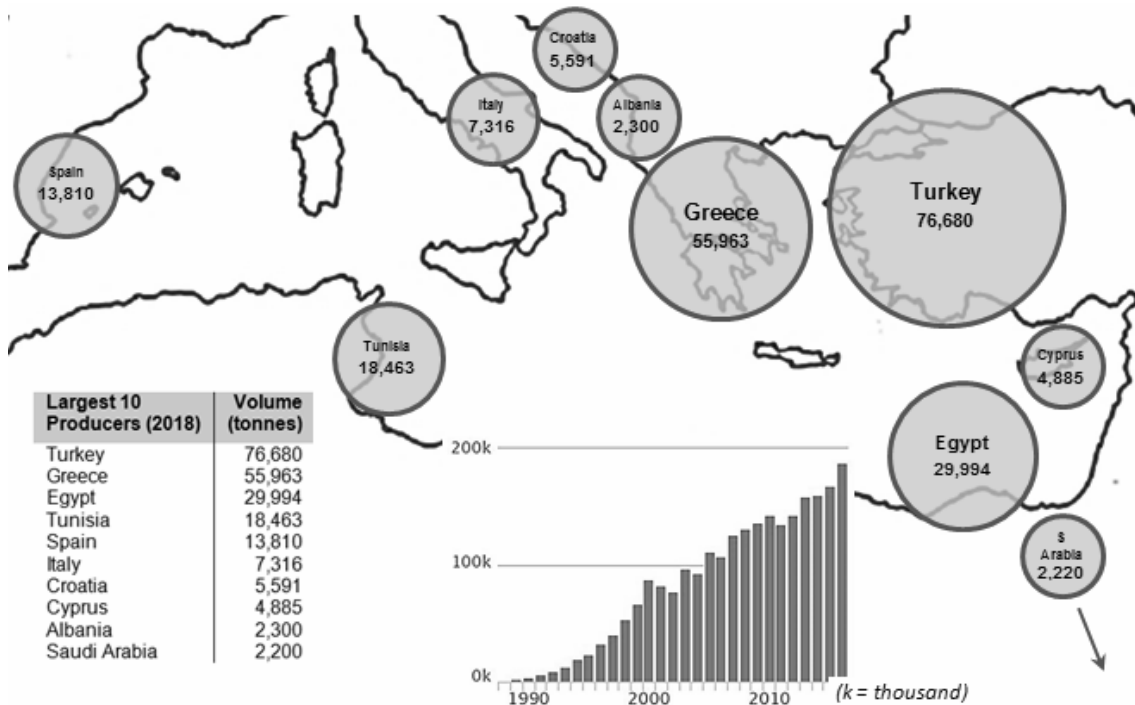 Croatia
5,591
Italy
7,316
Albania
2,300
Spain
13,810
Greece
55,963
Turkey
76,680
Tunisia
18,463
Cyprus
4,885
Egypt
29,994
S
Arabia
2,220
Largest 10 Volume
Producers (2018) (tonnes)
Turkey 76,680
Greece 55,963
Egypt 29,994
Tunisia 18,463
Spain 13,810
Italy 7,316
Croatia 5,591
Cyprus 4,885
Albania 2,300
Saudi Arabia 2,200
200k
100k
0k
1990 2000 2010
(k = thousand)